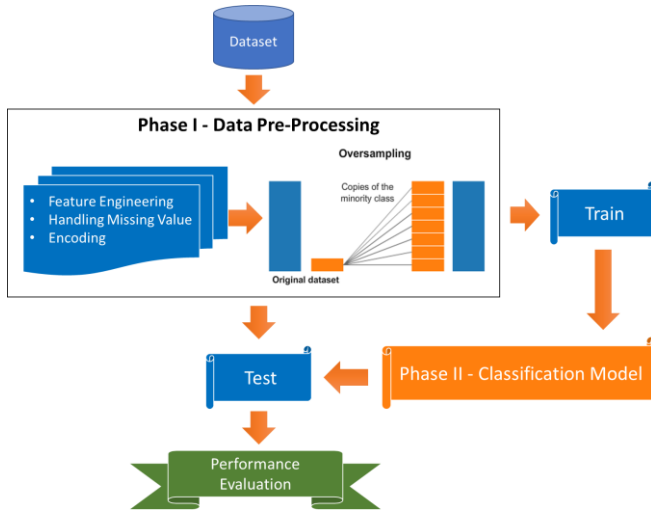 Dataset
Phase I - Data Pre-Processing
Oversampling
• Feature Engineering
• Handling Missing Value
• Encoding
Copies of the
minority class
Original dataset
Train
Phase II - Classification Model
Test
Performance
Evaluation